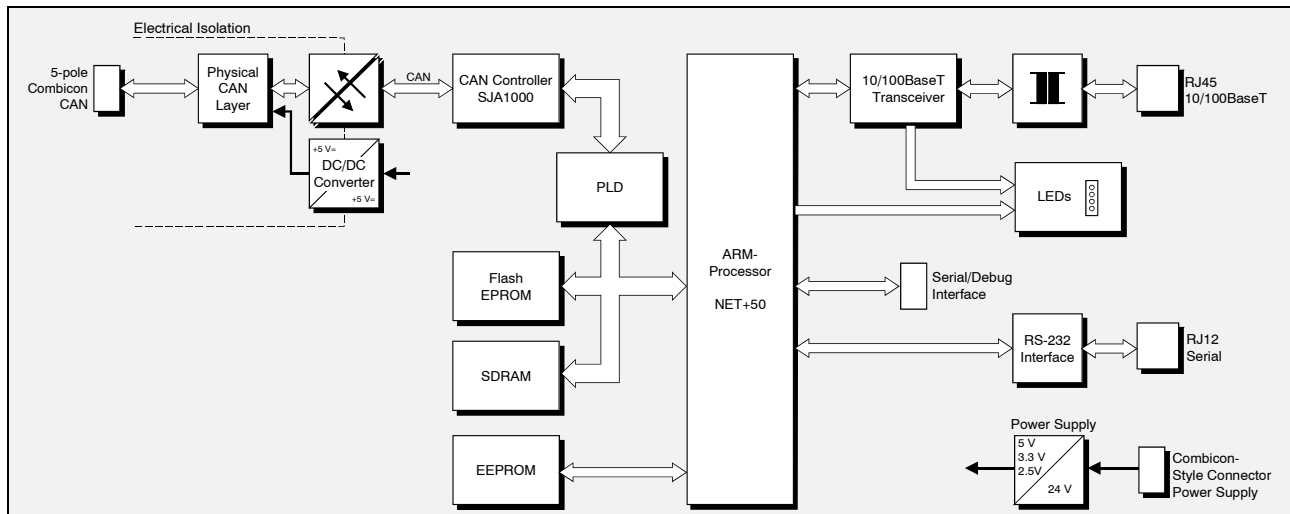 Electrical Isolation
5-pole
Combicon
CAN
Physical
CAN
Layer
CAN
CAN Controller
SJA1000
+5 V=
DC/DC
Converter
+5 V=
PLD
Flash
EPROM
SDRAM
EEPROM
ARM-
Processor
NET+50
10/100BaseT
Transceiver
RJ45
10/100BaseT
LEDs
Serial/Debug
Interface
RS-232
Interface
RJ12
Serial
Power Supply
5 V
3.3 V
2.5V
24 V
Combicon-
Style Connector
Power Supply